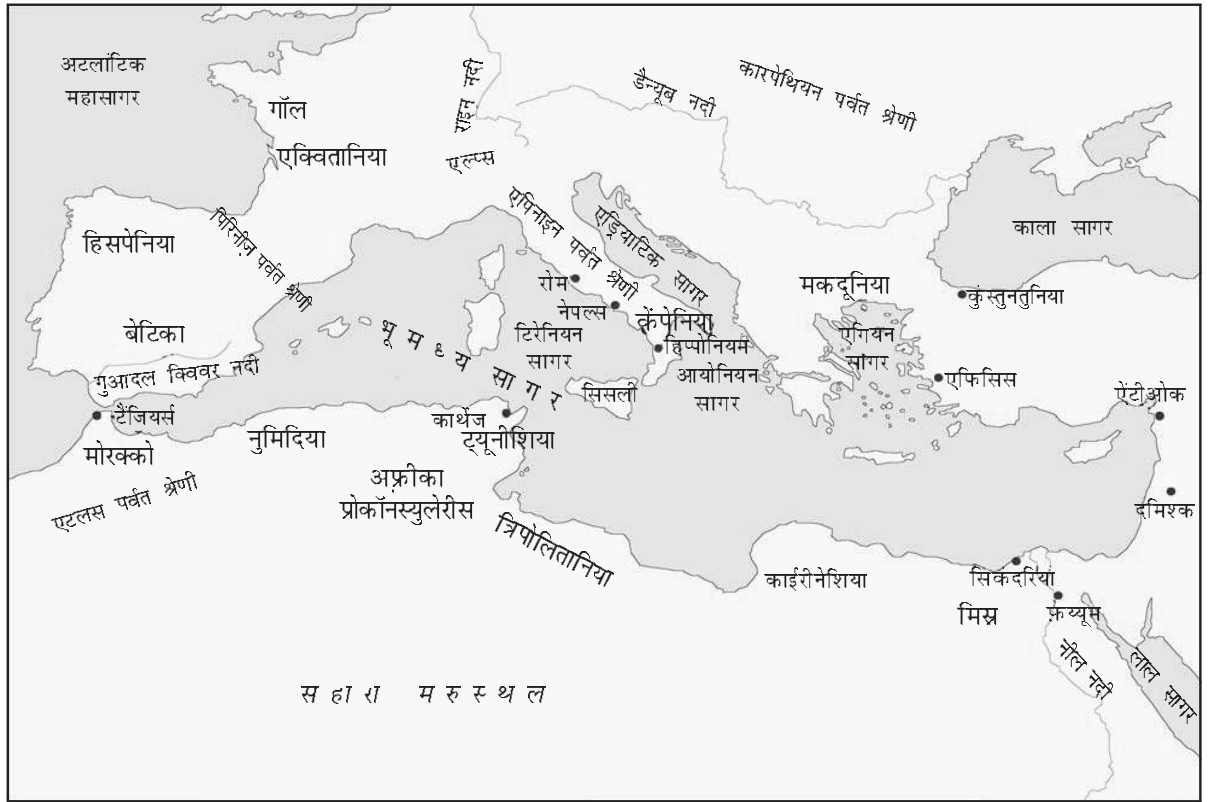 अटलांटिक
महासागर
गॉल
एक्वितानिया
राइन नदी
एल्प्स
डैन्यूब नदी
कारपेथियन पर्वत श्रेणी
हिसपेनिया
पिरिनीज़ पर्वत श्रेणी
बेटिका
गुआदल क्विवर नदी
एपिनाइन पर्वत श्रेणी
एड्रियाटिक सागर
रोम
नेपल्स
केंपेनिया
हिप्पोनियम
टिरेनियन
सागर
भूमध्य सागर
सिसली
आयोनियन
सागर
मकदूनिया
एगियन
सागर
काला सागर
कुंस्तुनतुनिया
एफिसिस
ऐंटीओक
दमिश्क
टैंजियर्स
मोरक्को
एटलस पर्वत श्रेणी
नुमिदिया
कार्थेज
ट्यूनीशिया
अफ़्रीका
प्रोकॉनस्युलेरीस
त्रिपोलितानिया
काईरीनेशिया
सिकंदरिया
फ़य्यूम
मिस्र
नील नदी
लाल सागर
सहारा मरुस्थल